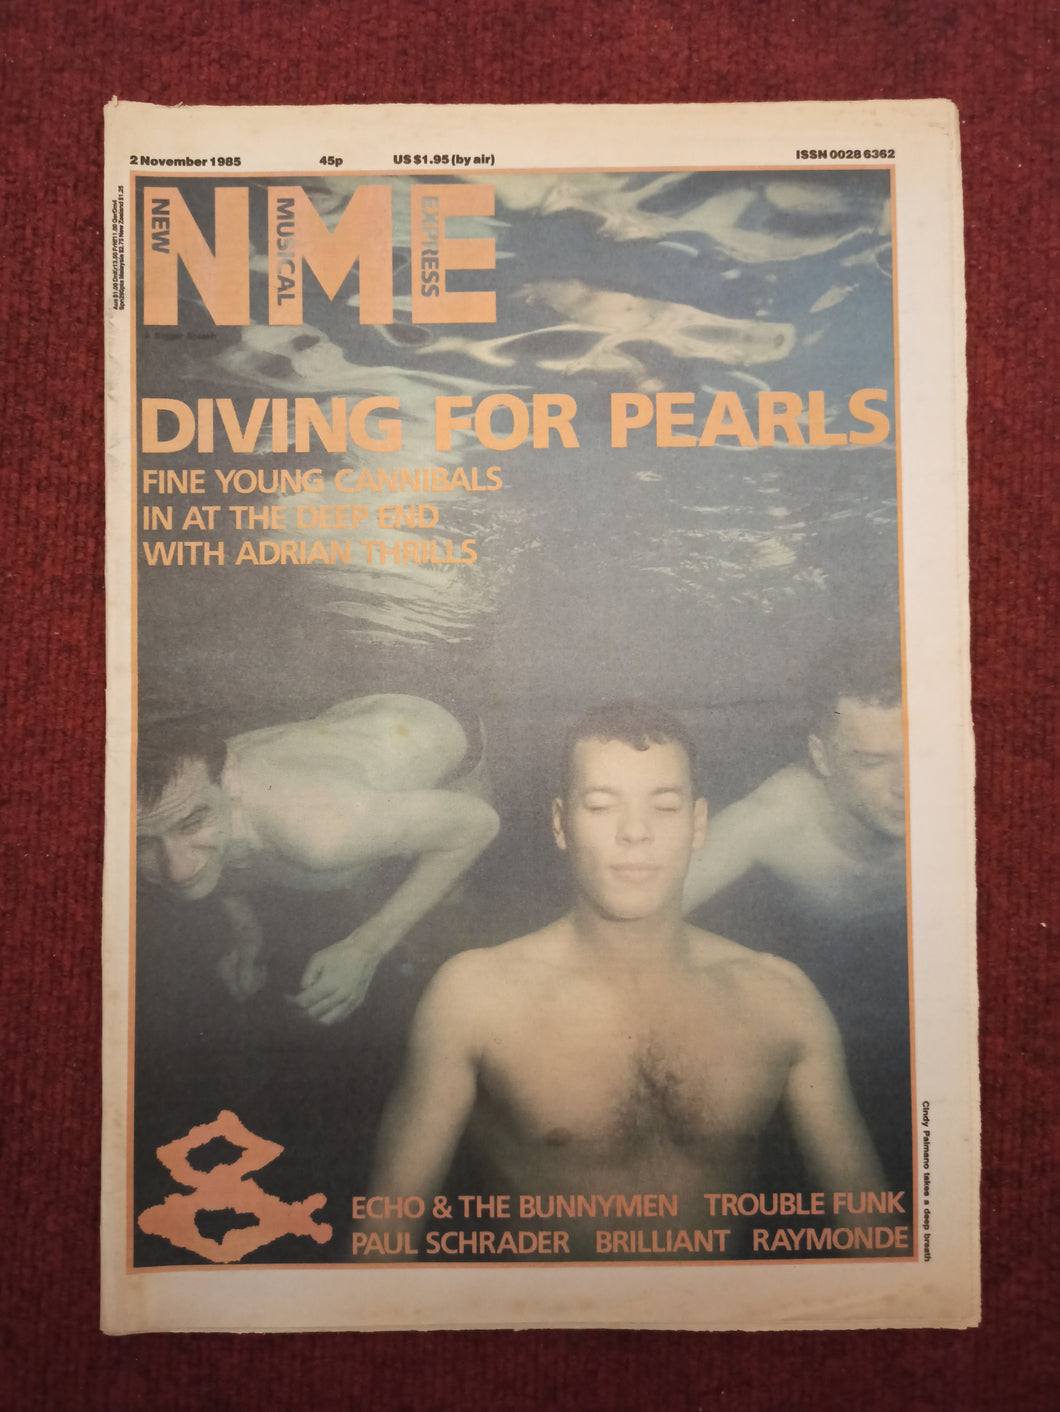 2 November 1985 45p US $1.95 (by air) ISSN 0028 6362
NME
NEW MUSICAL EXPRESS
A Bigger Splash
DIVING FOR PEARLS
FINE YOUNG CANNIBALS
IN AT THE DEEP END
WITH ADRIAN THRILLS
&
ECHO & THE BUNNYMEN TROUBLE FUNK
PAUL SCHRADER BRILLIANT RAYMONDE
Cindy Palmano takes a deep breath